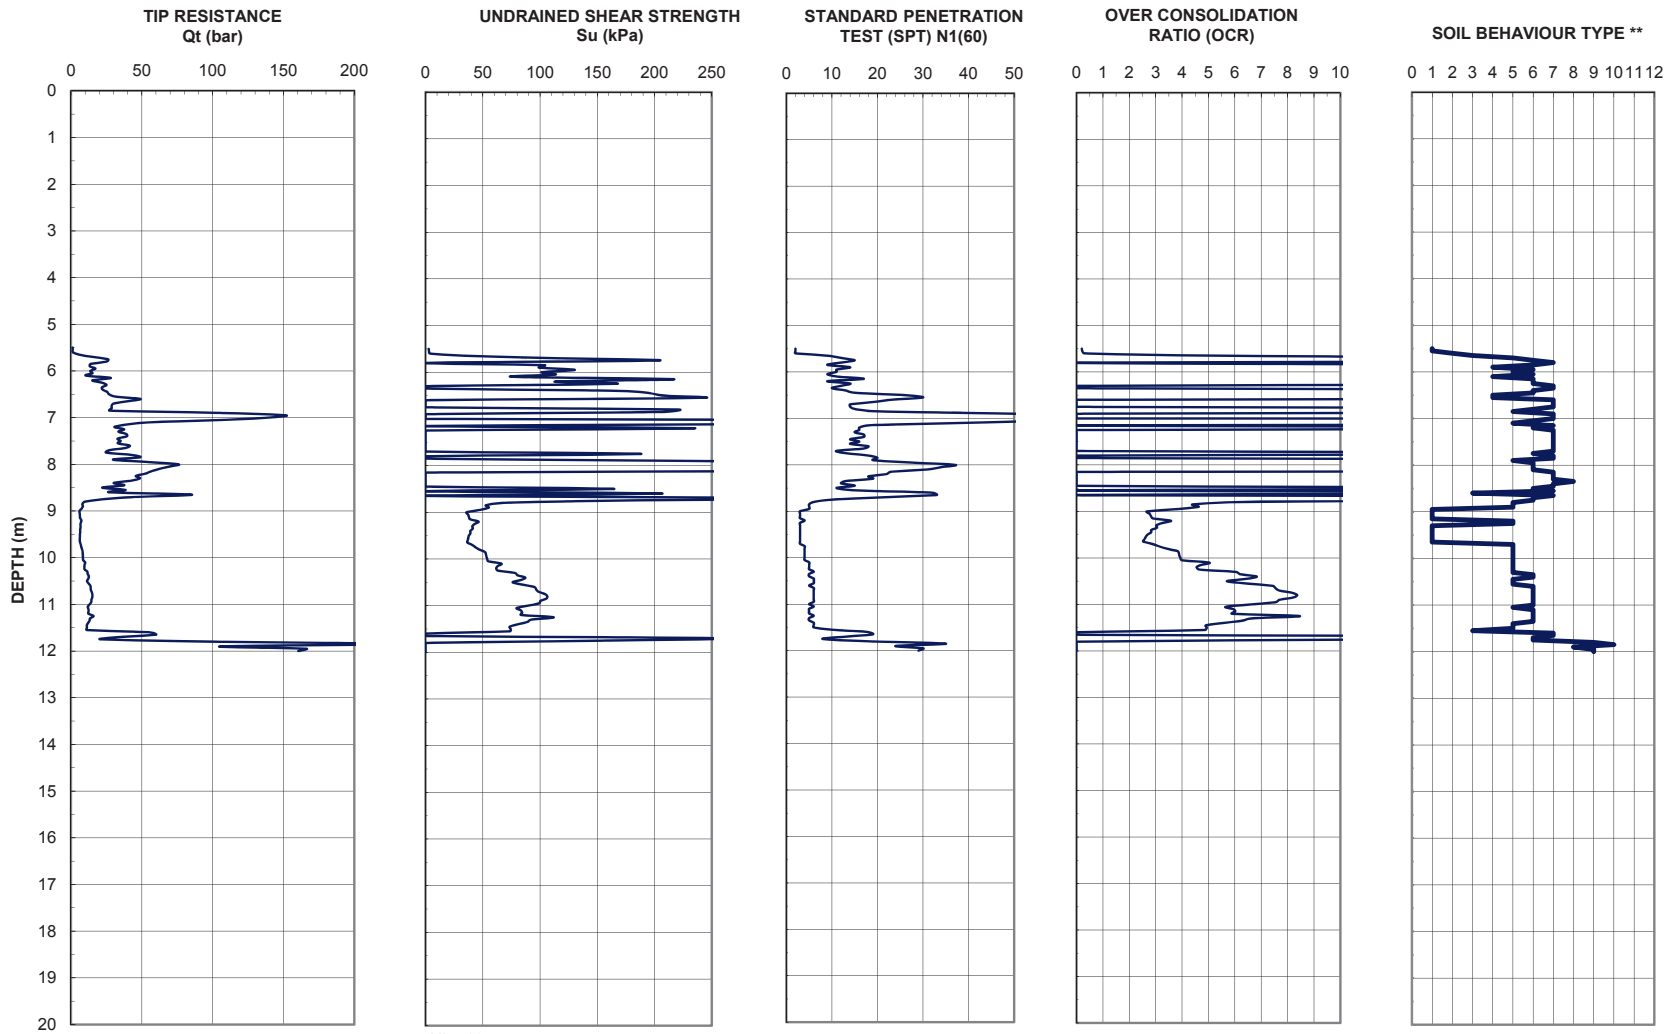 TIP RESISTANCE
Qt (bar)
UNDRAINED SHEAR STRENGTH
Su (kPa)
STANDARD PENETRATION
TEST (SPT) N1(60)
OVER CONSOLIDATION
RATIO (OCR)
SOIL BEHAVIOUR TYPE **
0 50 100 150 200
0 50 100 150 200 250
0 10 20 30 40 50
0 1 2 3 4 5 6 7 8 9 10
0 1 2 3 4 5 6 7 8 9 10 11 12
DEPTH (m)
0
1
2
3
4
5
6
7
8
9
10
11
12
13
14
15
16
17
18
19
20